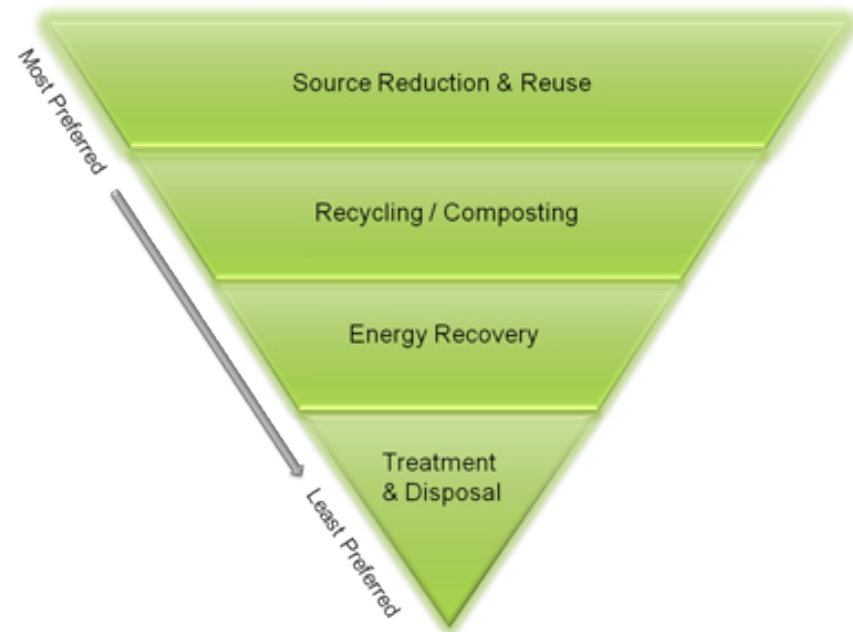 Source Reduction & Reuse
Most Preferred
Recycling / Composting
Energy Recovery
Treatment
& Disposal
Least Preferred